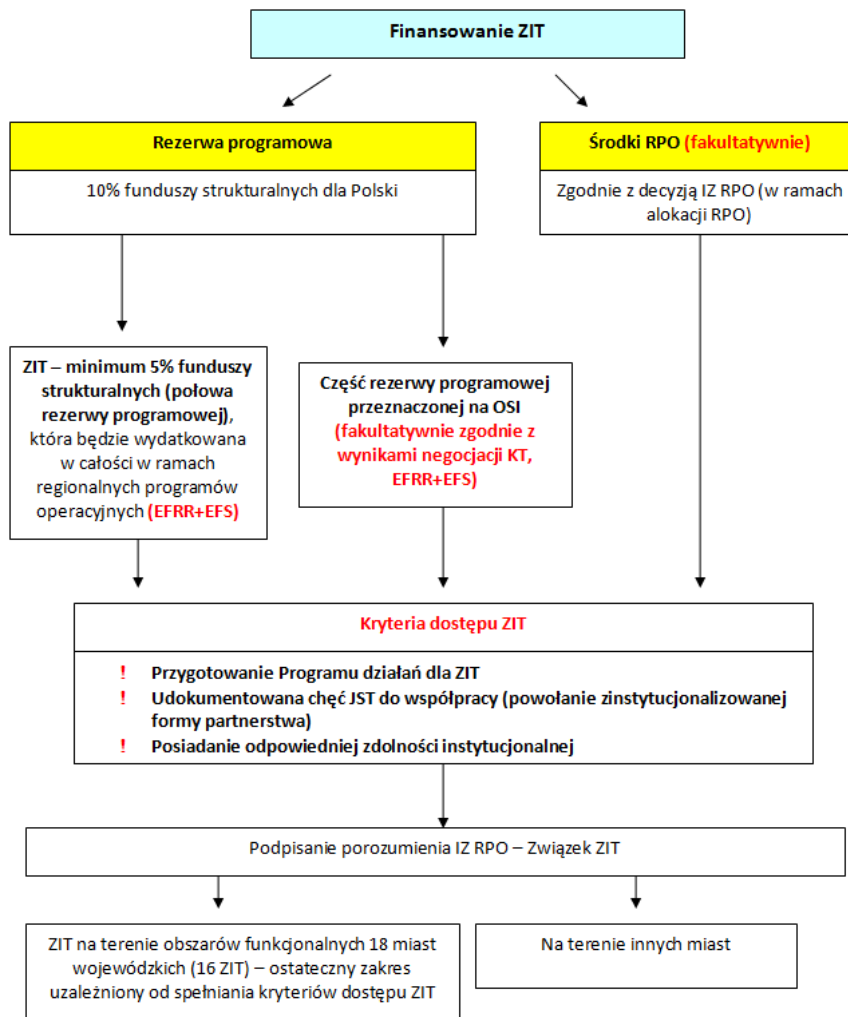 Finansowanie ZIT
Rezerwa programowa
10% funduszy strukturalnych dla Polski
Środki RPO (fakultatywnie)
Zgodnie z decyzją IZ RPO (w ramach
alokacji RPO)
ZIT – minimum 5% funduszy
strukturalnych (połowa
rezerwy programowej),
która będzie wydatkowana
w całości w ramach
regionalnych programów
operacyjnych (EFRR+EFS)
Część rezerwy programowej
przeznaczonej na OSI
(fakultatywnie zgodnie z
wynikami negocjacji KT,
EFRR+EFS)
Kryteria dostępu ZIT
! Przygotowanie Programu działań dla ZIT
! Udokumentowana chęć JST do współpracy (powołanie zinstytucjonalizowanej
formy partnerstwa)
! Posiadanie odpowiedniej zdolności instytucjonalnej
Podpisanie porozumienia IZ RPO – Związek ZIT
ZIT na terenie obszarów funkcjonalnych 18 miast
wojewódzkich (16 ZIT) – ostateczny zakres
uzależniony od spełniania kryteriów dostępu ZIT
Na terenie innych miast